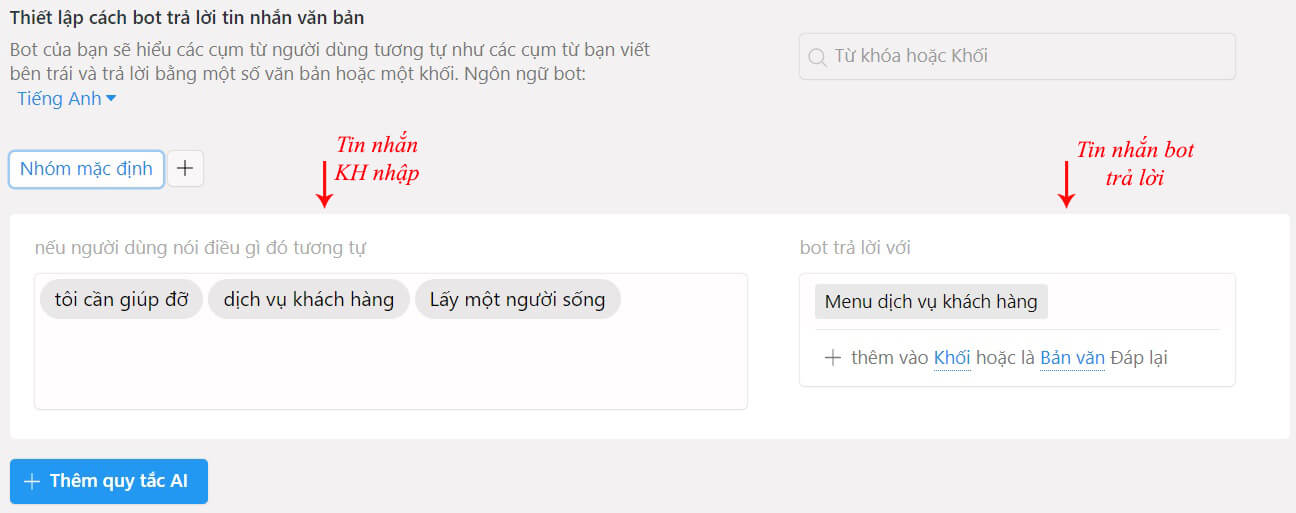 Thiết lập cách bot trả lời tin nhắn văn bản
Bot của bạn sẽ hiểu các cụm từ người dùng tương tự như các cụm từ bạn viết
bên trái và trả lời bằng một số văn bản hoặc một khối. Ngôn ngữ bot:
Tiếng Anh
Từ khóa hoặc Khối
Nhóm mặc định
Tin nhắn
KH nhập
Tin nhắn bot
trả lời
nếu người dùng nói điều gì đó tương tự
bot trả lời với
tôi cần giúp đỡ dịch vụ khách hàng Lấy một người sống
Menu dịch vụ khách hàng
+ thêm vào Khối hoặc là Bản văn Đáp lại
+ Thêm quy tắc AI